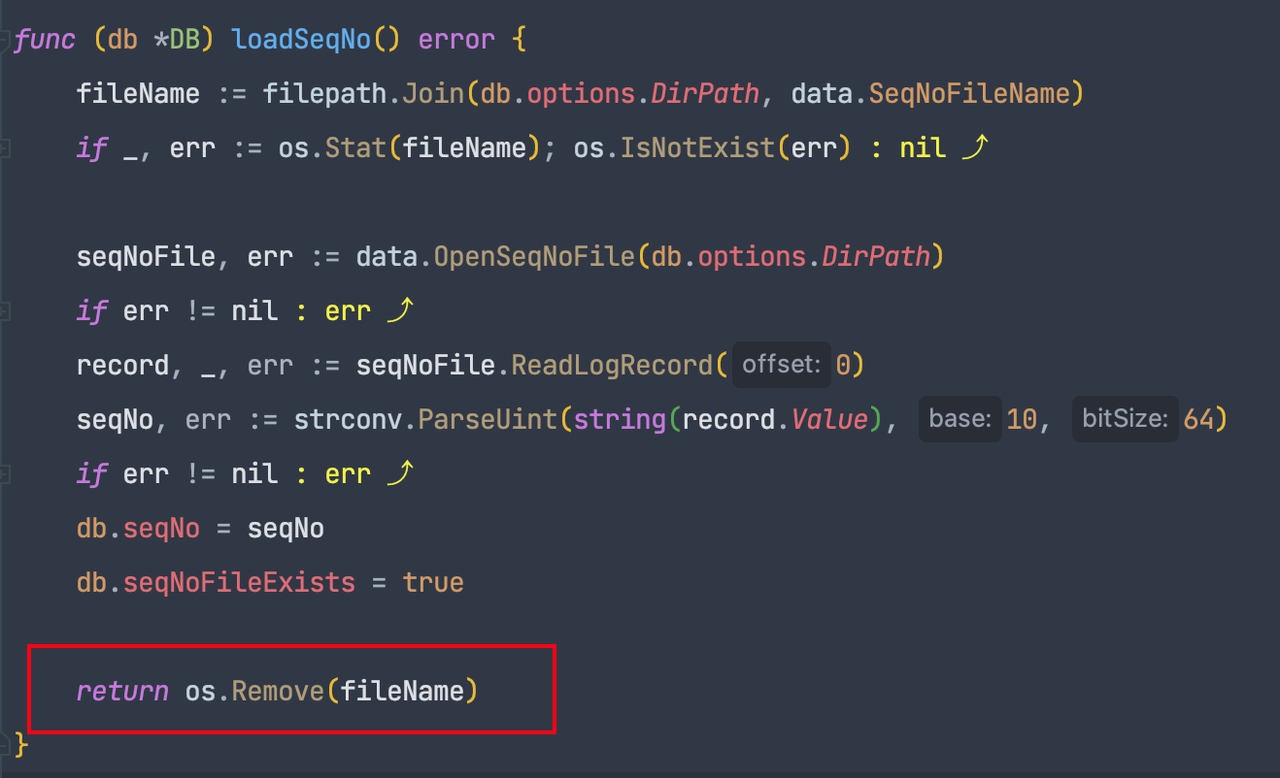 func (db *DB) loadSeqNo() error {
    fileName := filepath.Join(db.options.DirPath, data.SeqNoFileName)
    if _, err := os.Stat(fileName); os.IsNotExist(err) : nil ⤴
    seqNoFile, err := data.OpenSeqNoFile(db.options.DirPath)
    if err != nil : err ⤴
    record, _, err := seqNoFile.ReadLogRecord( offset: 0)
    seqNo, err := strconv.ParseUint(string(record.Value), base: 10, bitSize: 64)
    if err != nil : err ⤴
    db.seqNo = seqNo
    db.seqNoFileExists = true
    return os.Remove(fileName)
}